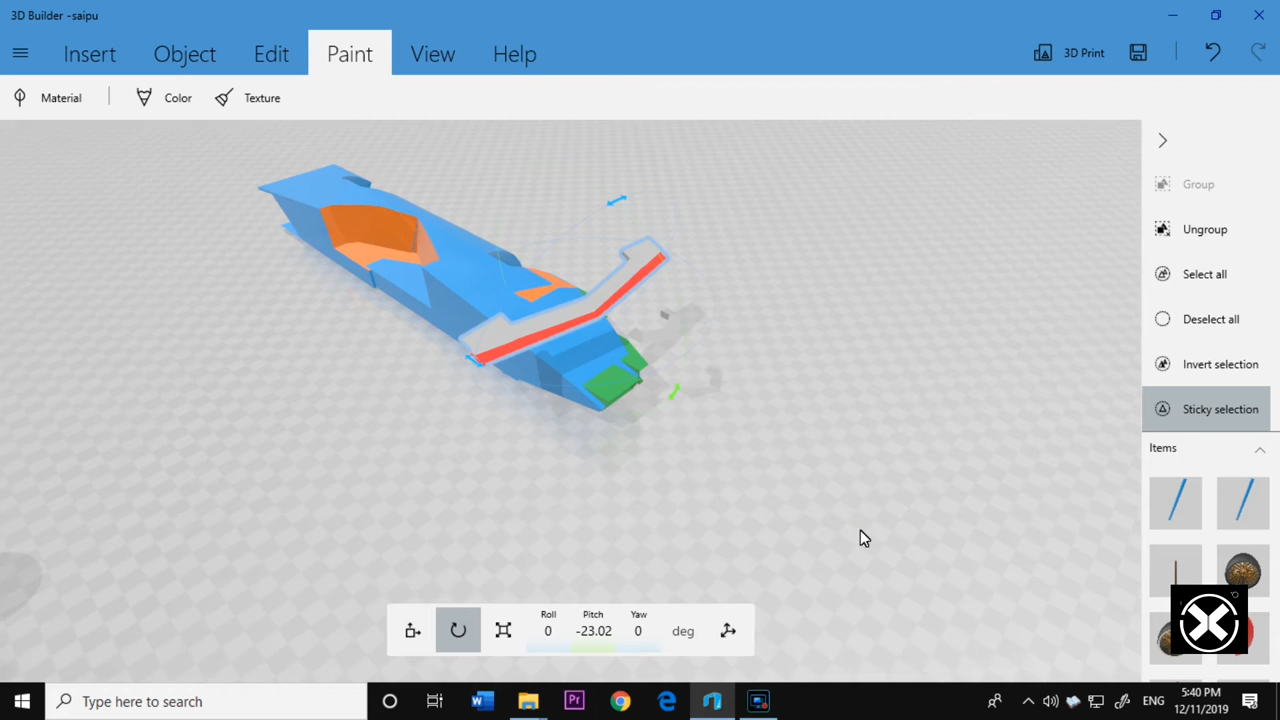 3D Builder -saipu
Insert Object Edit Paint View Help 3D Print
Material Color Texture
Group
Ungroup
Select all
Deselect all
Invert selection
Sticky selection
Items
Roll Pitch Yaw
0 -23.02 0 deg
Type here to search
ENG
5:40 PM
12/11/2019